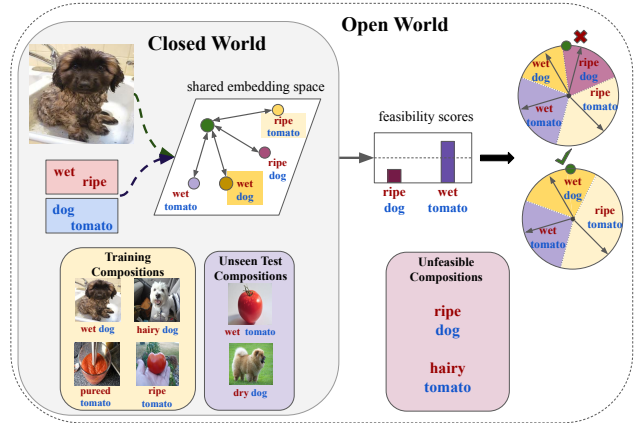 Open World
Closed World
shared embedding space
wet
ripe
dog
tomato
ripe
tomato
ripe
dog
wet
dog
wet
tomato
feasibility scores
ripe
dog
wet
tomato
wet
dog
ripe
dog
ripe
tomato
wet
tomato
wet
dog
ripe
tomato
wet
tomato
Training
Compositions
wet dog
hairy dog
pureed
tomato
ripe
tomato
Unseen Test
Compositions
wet tomato
dry dog
Unfeasible
Compositions
ripe
dog
hairy
tomato